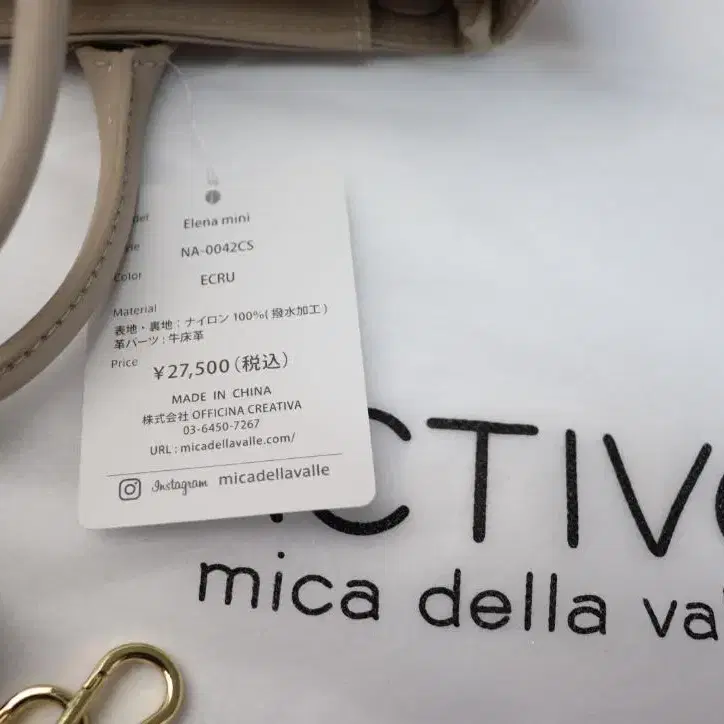 Elena mini
NA-0042CS
Color ECRU
Material
表地・裏地：ナイロン 100%(撥水加工)
革パーツ：牛床革
Price ¥27,500（税込）
MADE IN CHINA
株式会社 OFFICINA CREATIVA
03-6450-7267
URL : micadellavalle.com/
Instagram micadellavalle
CTIV
mica della va